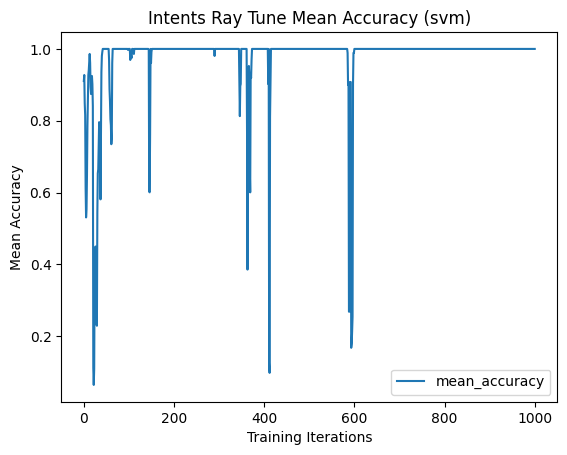 Intents Ray Tune Mean Accuracy (svm)
1.0
0.8
0.6
0.4
0.2
Mean Accuracy
mean_accuracy
0 200 400 600 800 1000
Training Iterations